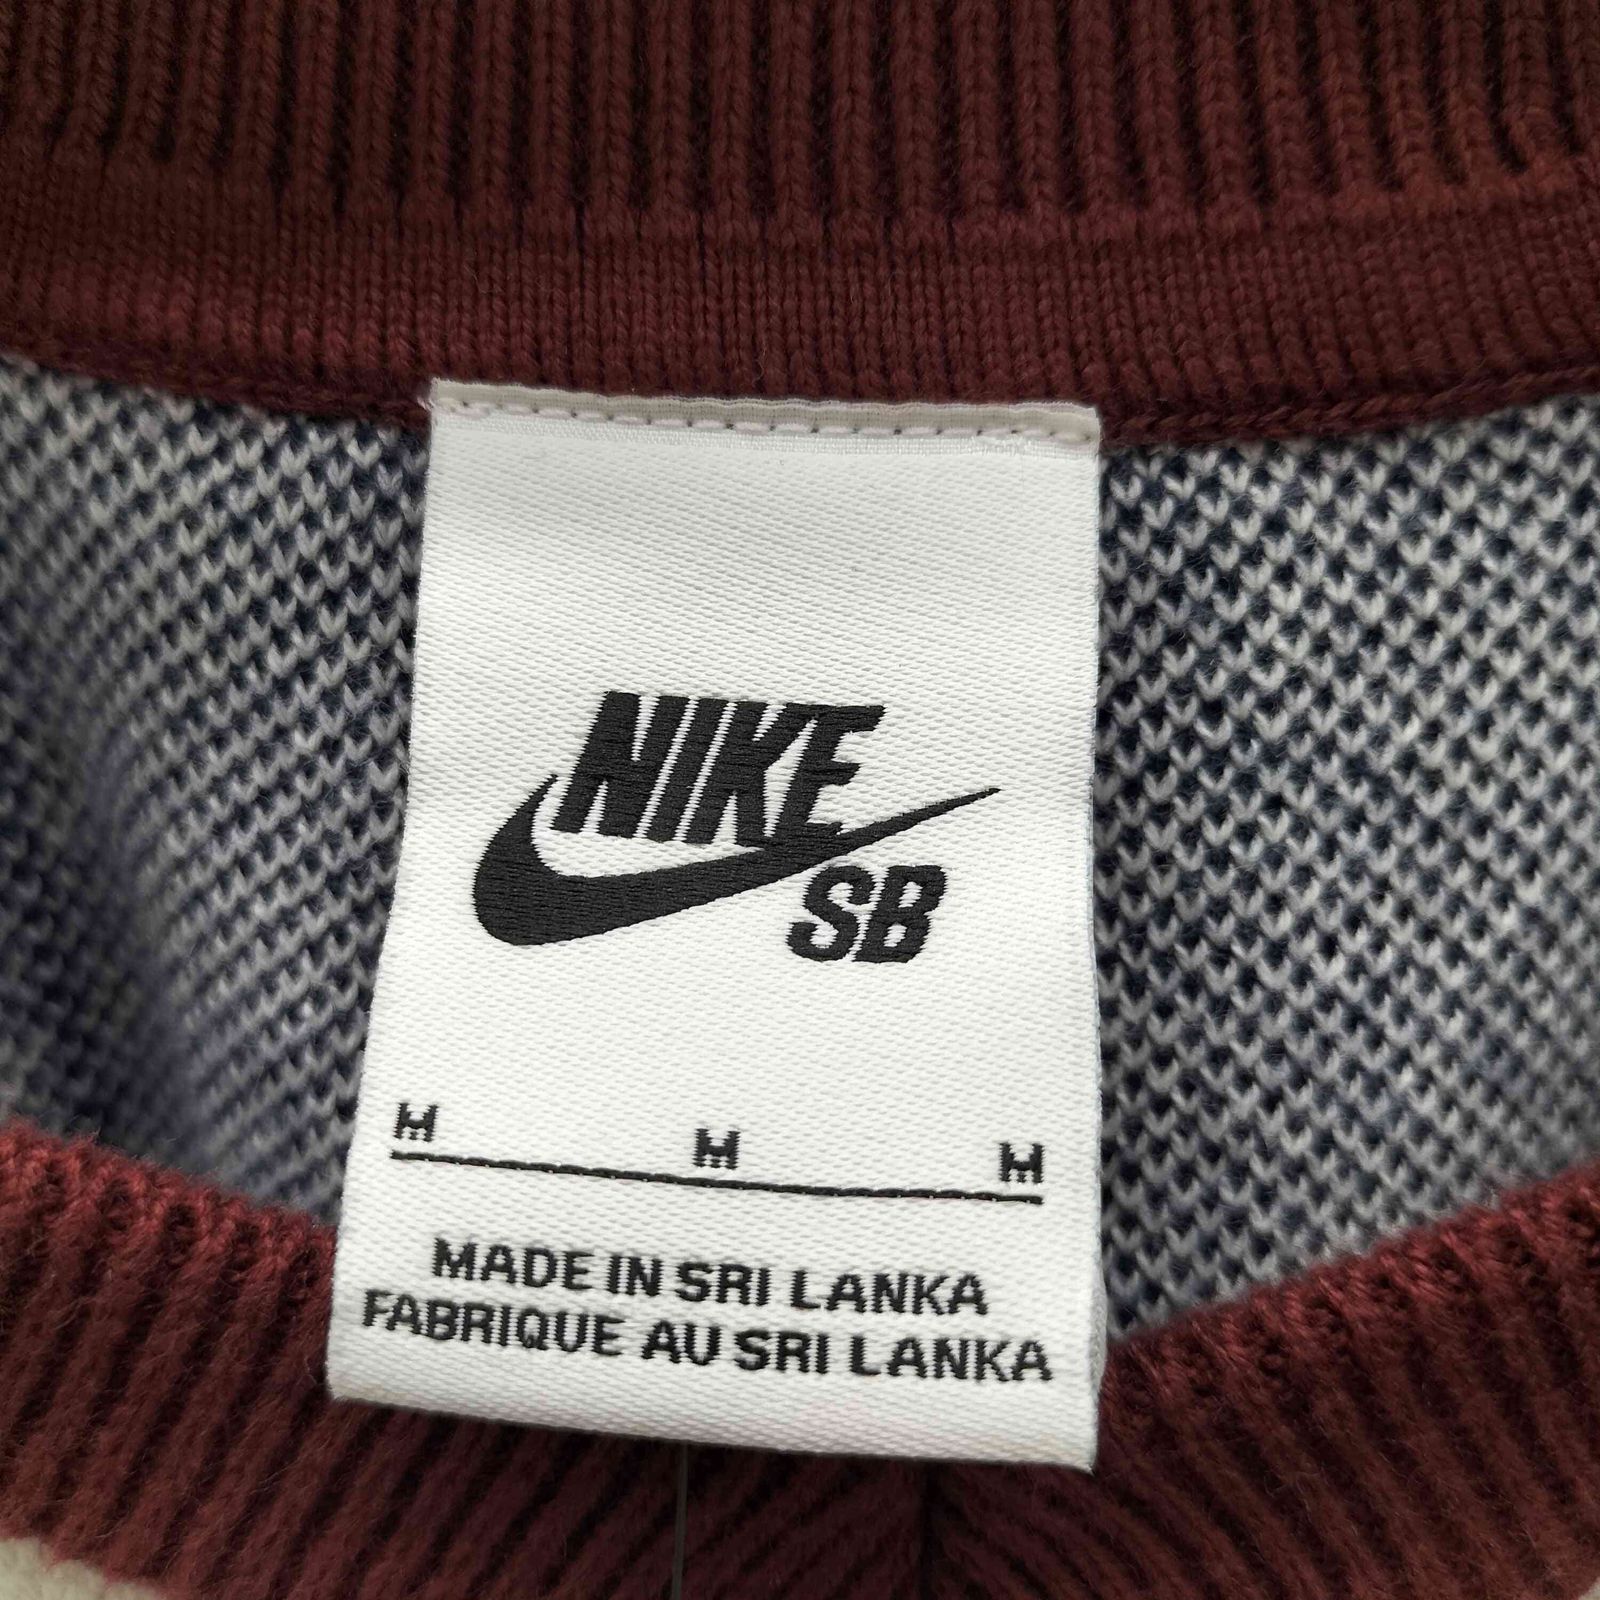 NIKE
SB
M M M
MADE IN SRI LANKA
FABRIQUE AU SRI LANKA